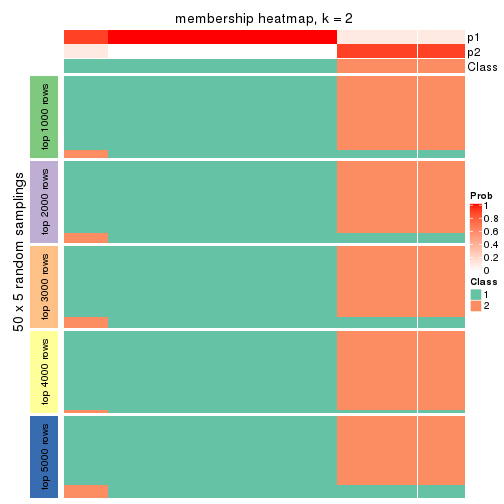 membership heatmap, k = 2
p1
p2
Class
50 x 5 random samplings
top 1000 rows
top 2000 rows
top 3000 rows
top 4000 rows
top 5000 rows
Prob
1
0.8
0.6
0.4
0.2
0
Class
1
2